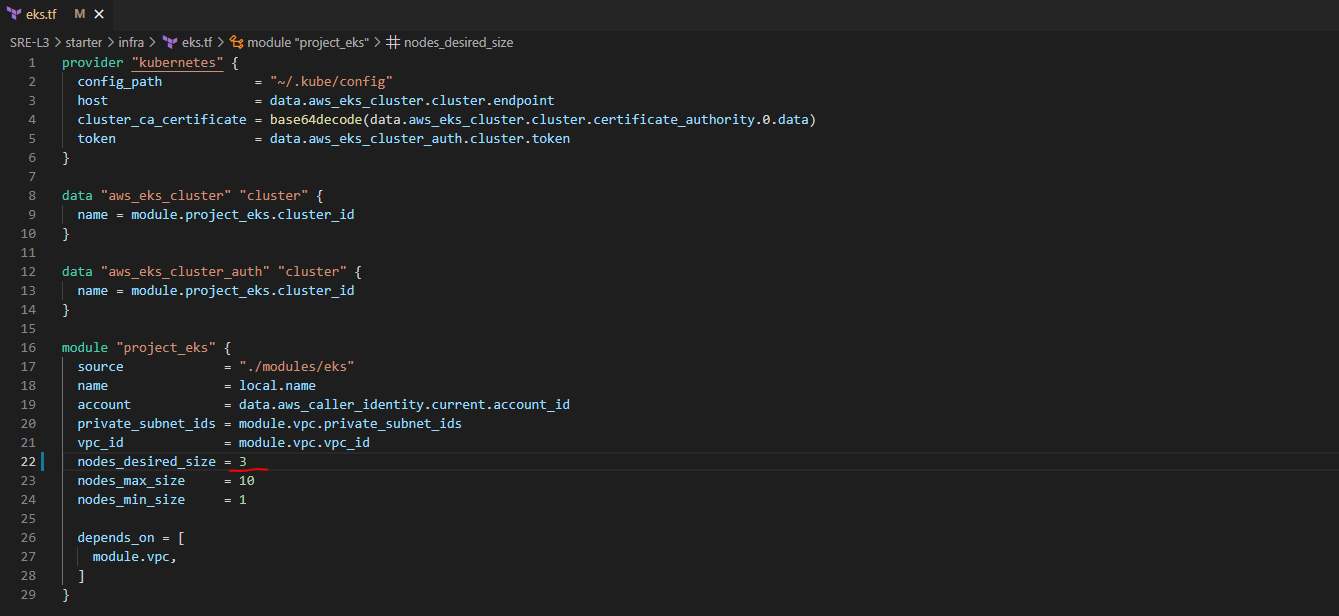 eks.tf M ×
SRE-L3 > starter > infra > eks.tf > module "project_eks" > nodes_desired_size
1 provider "kubernetes" {
2   config_path           = "~/.kube/config"
3   host                   = data.aws_eks_cluster.cluster.endpoint
4   cluster_ca_certificate = base64decode(data.aws_eks_cluster.cluster.certificate_authority.0.data)
5   token                  = data.aws_eks_cluster_auth.cluster.token
6 }
7
8 data "aws_eks_cluster" "cluster" {
9   name = module.project_eks.cluster_id
10 }
11
12 data "aws_eks_cluster_auth" "cluster" {
13   name = module.project_eks.cluster_id
14 }
15
16 module "project_eks" {
17   source             = "./modules/eks"
18   name               = local.name
19   account            = data.aws_caller_identity.current.account_id
20   private_subnet_ids = module.vpc.private_subnet_ids
21   vpc_id             = module.vpc.vpc_id
22   nodes_desired_size = 3
23   nodes_max_size     = 10
24   nodes_min_size     = 1
25
26   depends_on = [
27     module.vpc,
28   ]
29 }